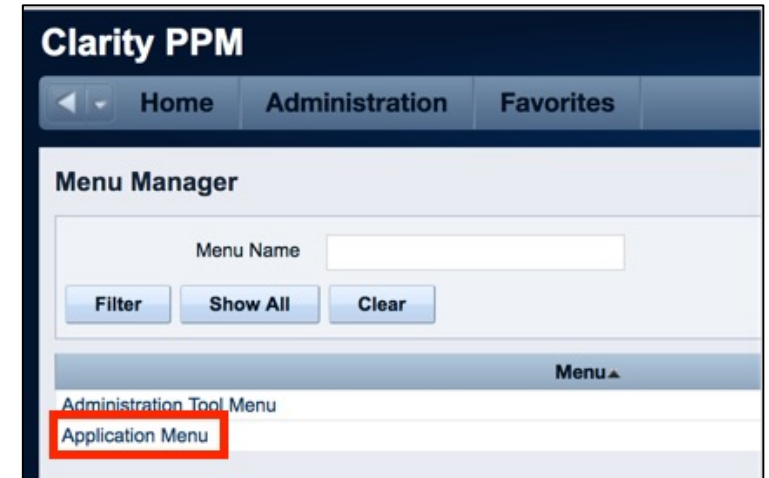 Clarity PPM
Home Administration Favorites
Menu Manager
Menu Name
Filter Show All Clear
Menu
Administration Tool Menu
Application Menu